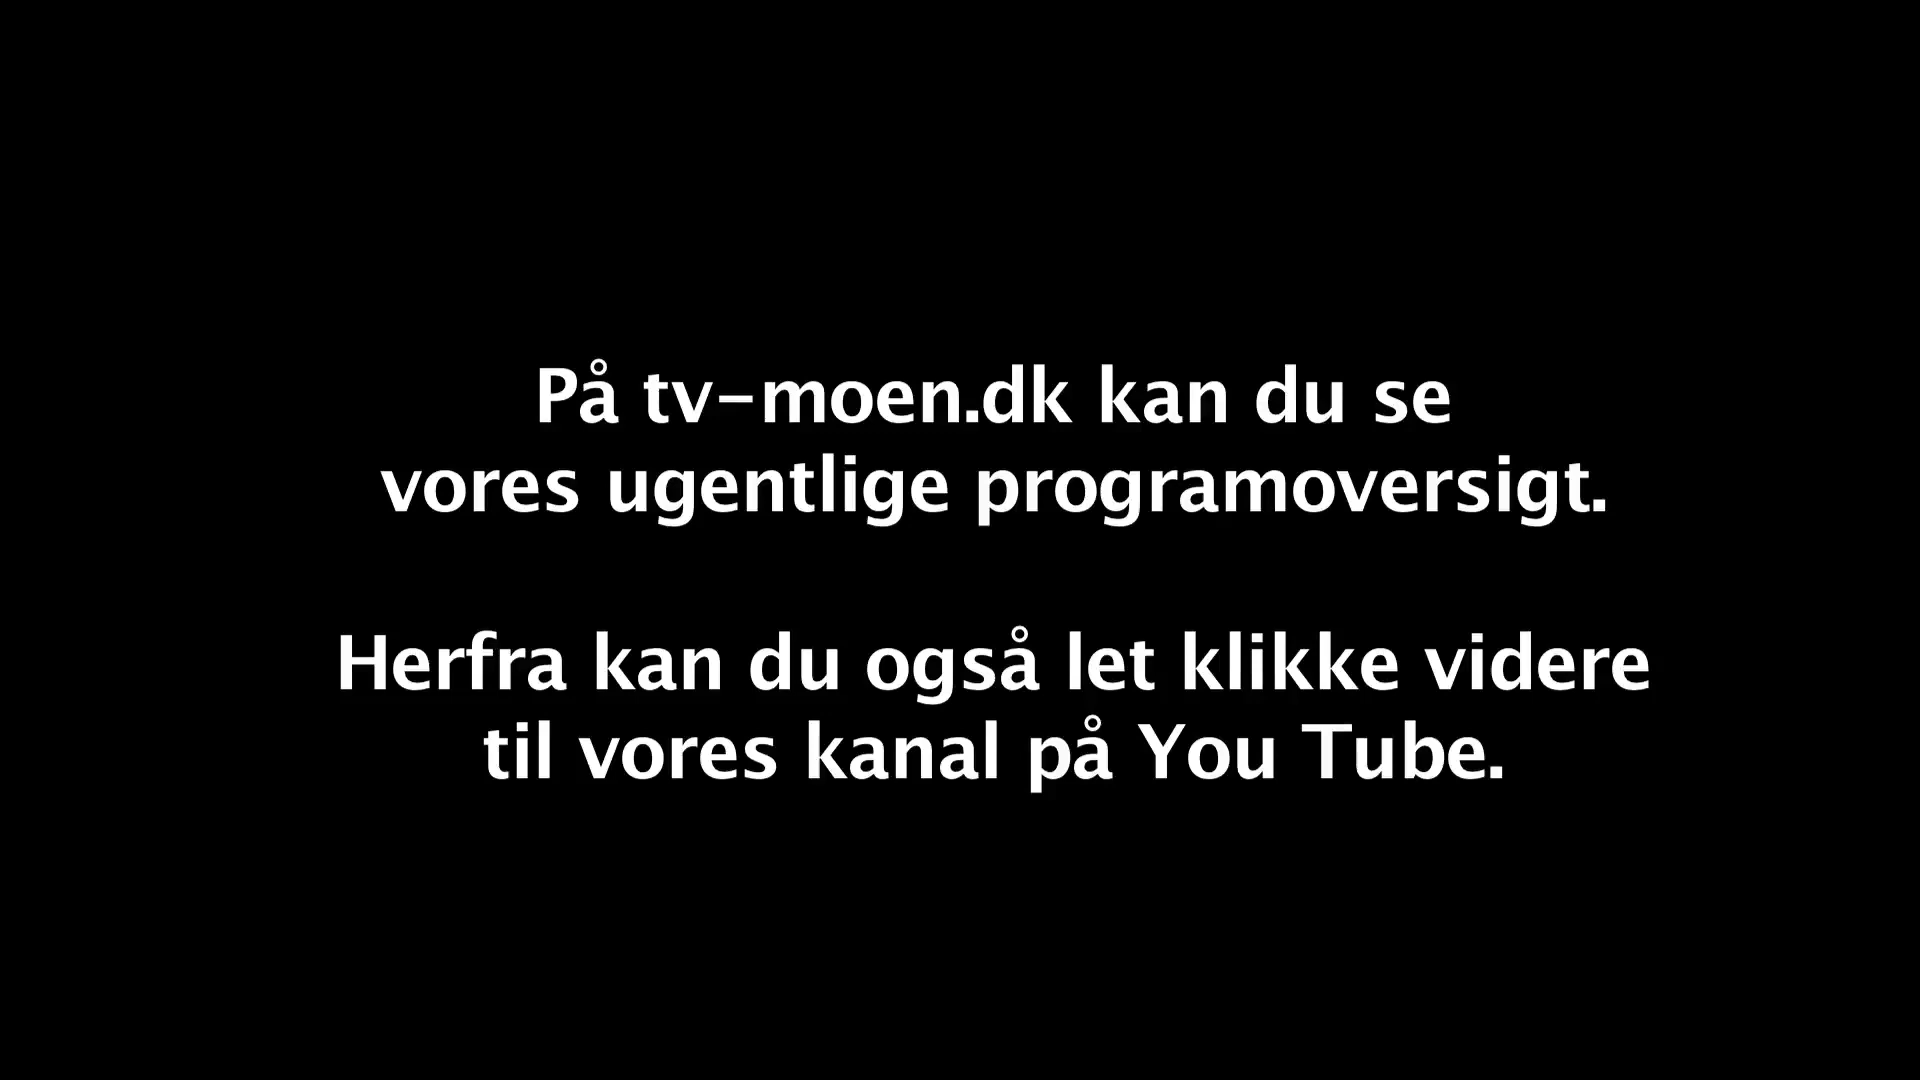 På tv-moen.dk kan du se
vores ugentlige programoversigt.
Herfra kan du også let klikke videre
til vores kanal på You Tube.